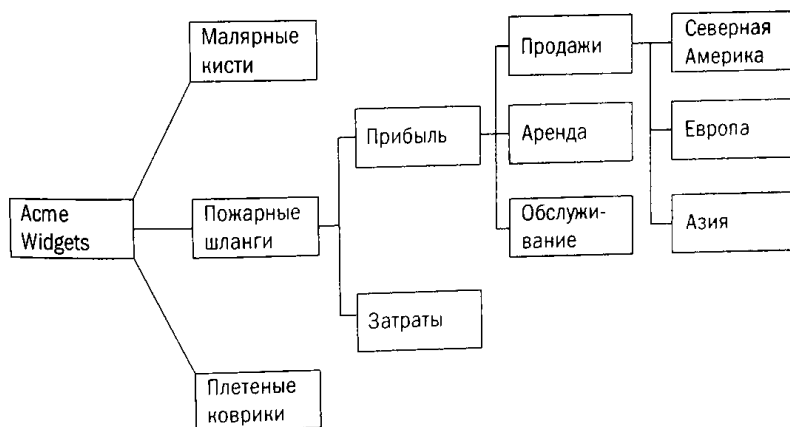 Малярные
кисти
Продажи
Северная
Америка
Прибыль
Аренда
Европа
Acme
Widgets
Пожарные
шланги
Обслужи-
вание
Азия
Затраты
Плетеные
коврики